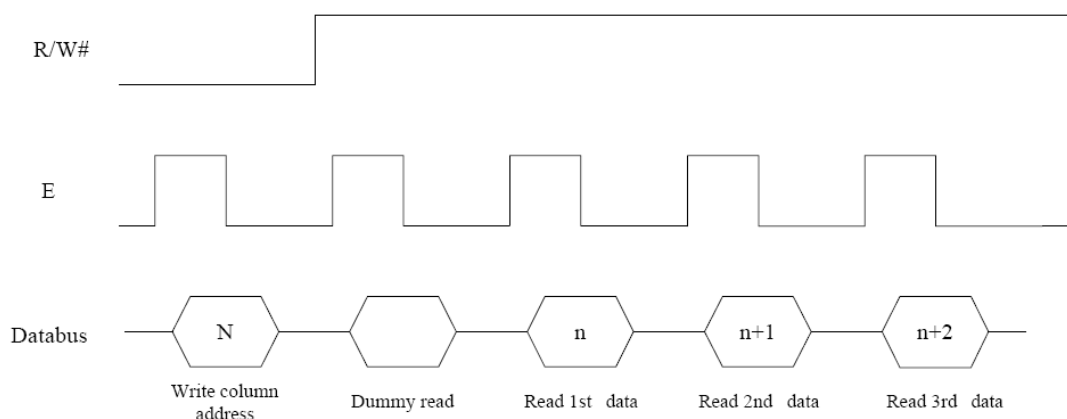 R/W#
E
Databus
N
n
n+1
n+2
Write column
address
Dummy read
Read 1st data
Read 2nd data
Read 3rd data